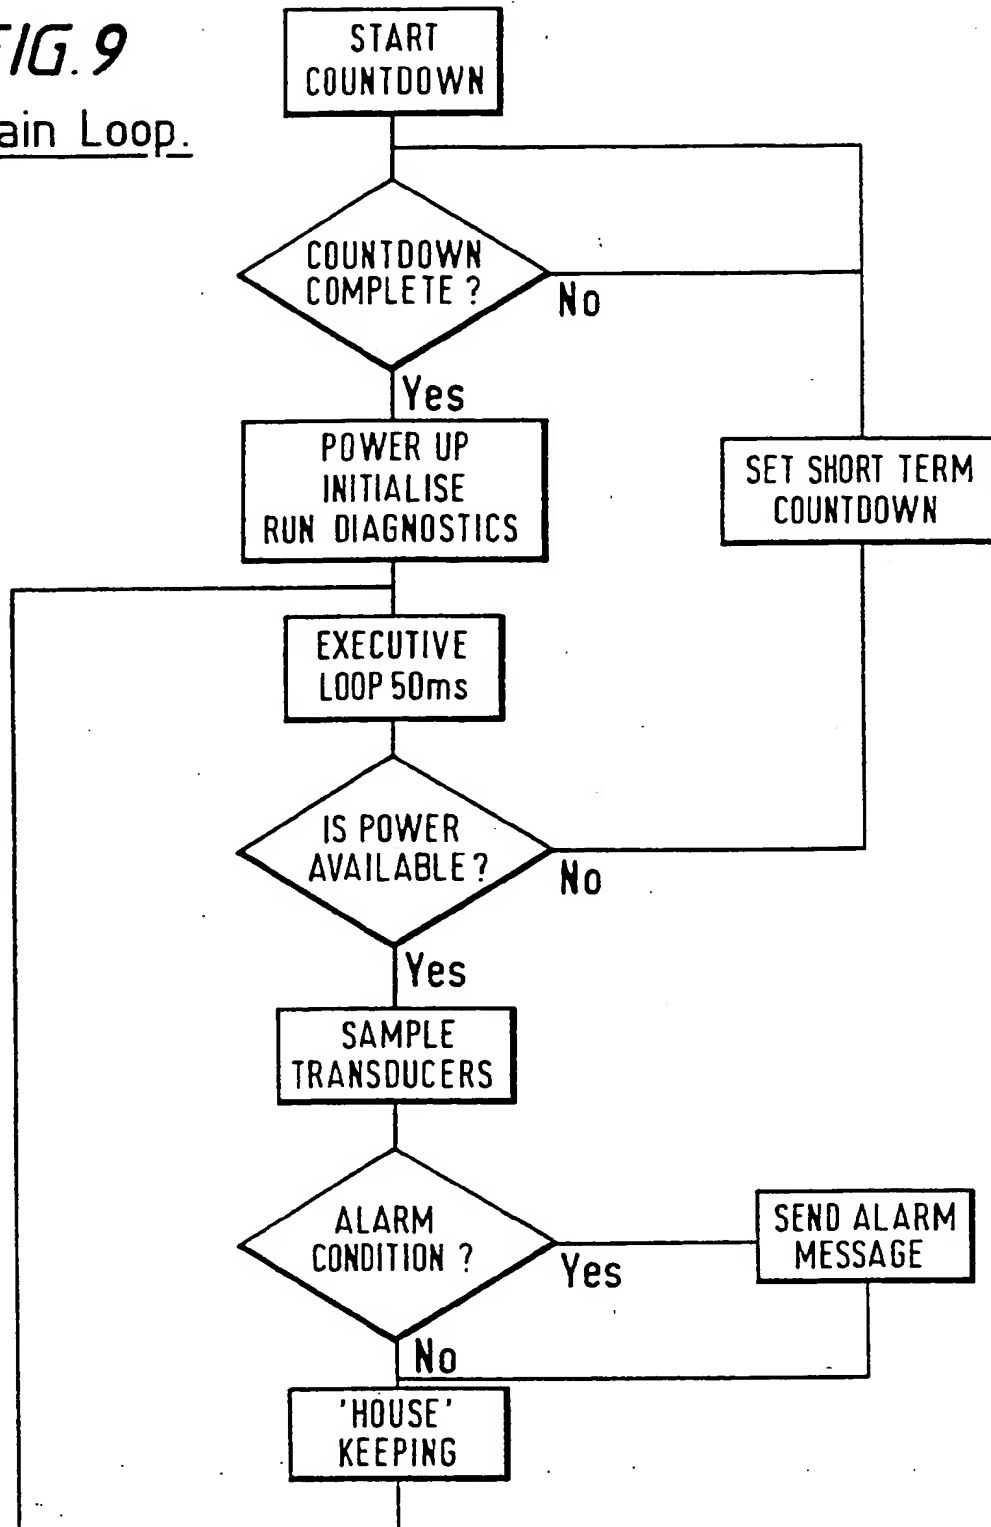 FIG. 9
ain Loop.
START
COUNTDOWN
COUNTDOWN
COMPLETE ?
No
Yes
POWER UP
INITIALISE
RUN DIAGNOSTICS
SET SHORT TERM
COUNTDOWN
EXECUTIVE
LOOP 50ms
IS POWER
AVAILABLE ?
No
Yes
SAMPLE
TRANSDUCERS
ALARM
CONDITION ?
Yes
SEND ALARM
MESSAGE
No
'HOUSE'
KEEPING